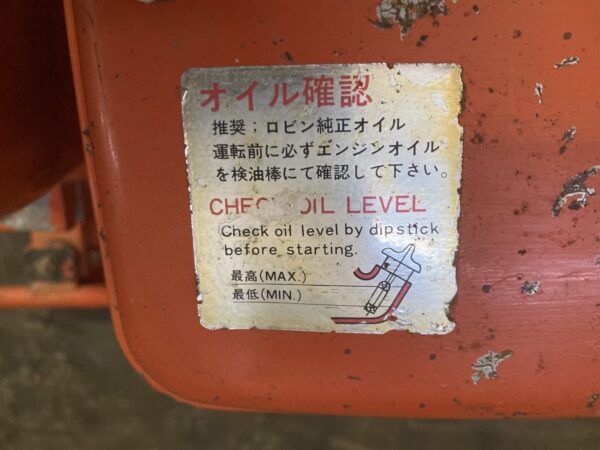 オイル確認
推奨；ロビン純正オイル
運転前に必ずエンジンオイル
を検油棒にて確認して下さい。
CHECK OIL LEVEL
Check oil level by dipstick
before starting.
最高(MAX.)
最低(MIN.)